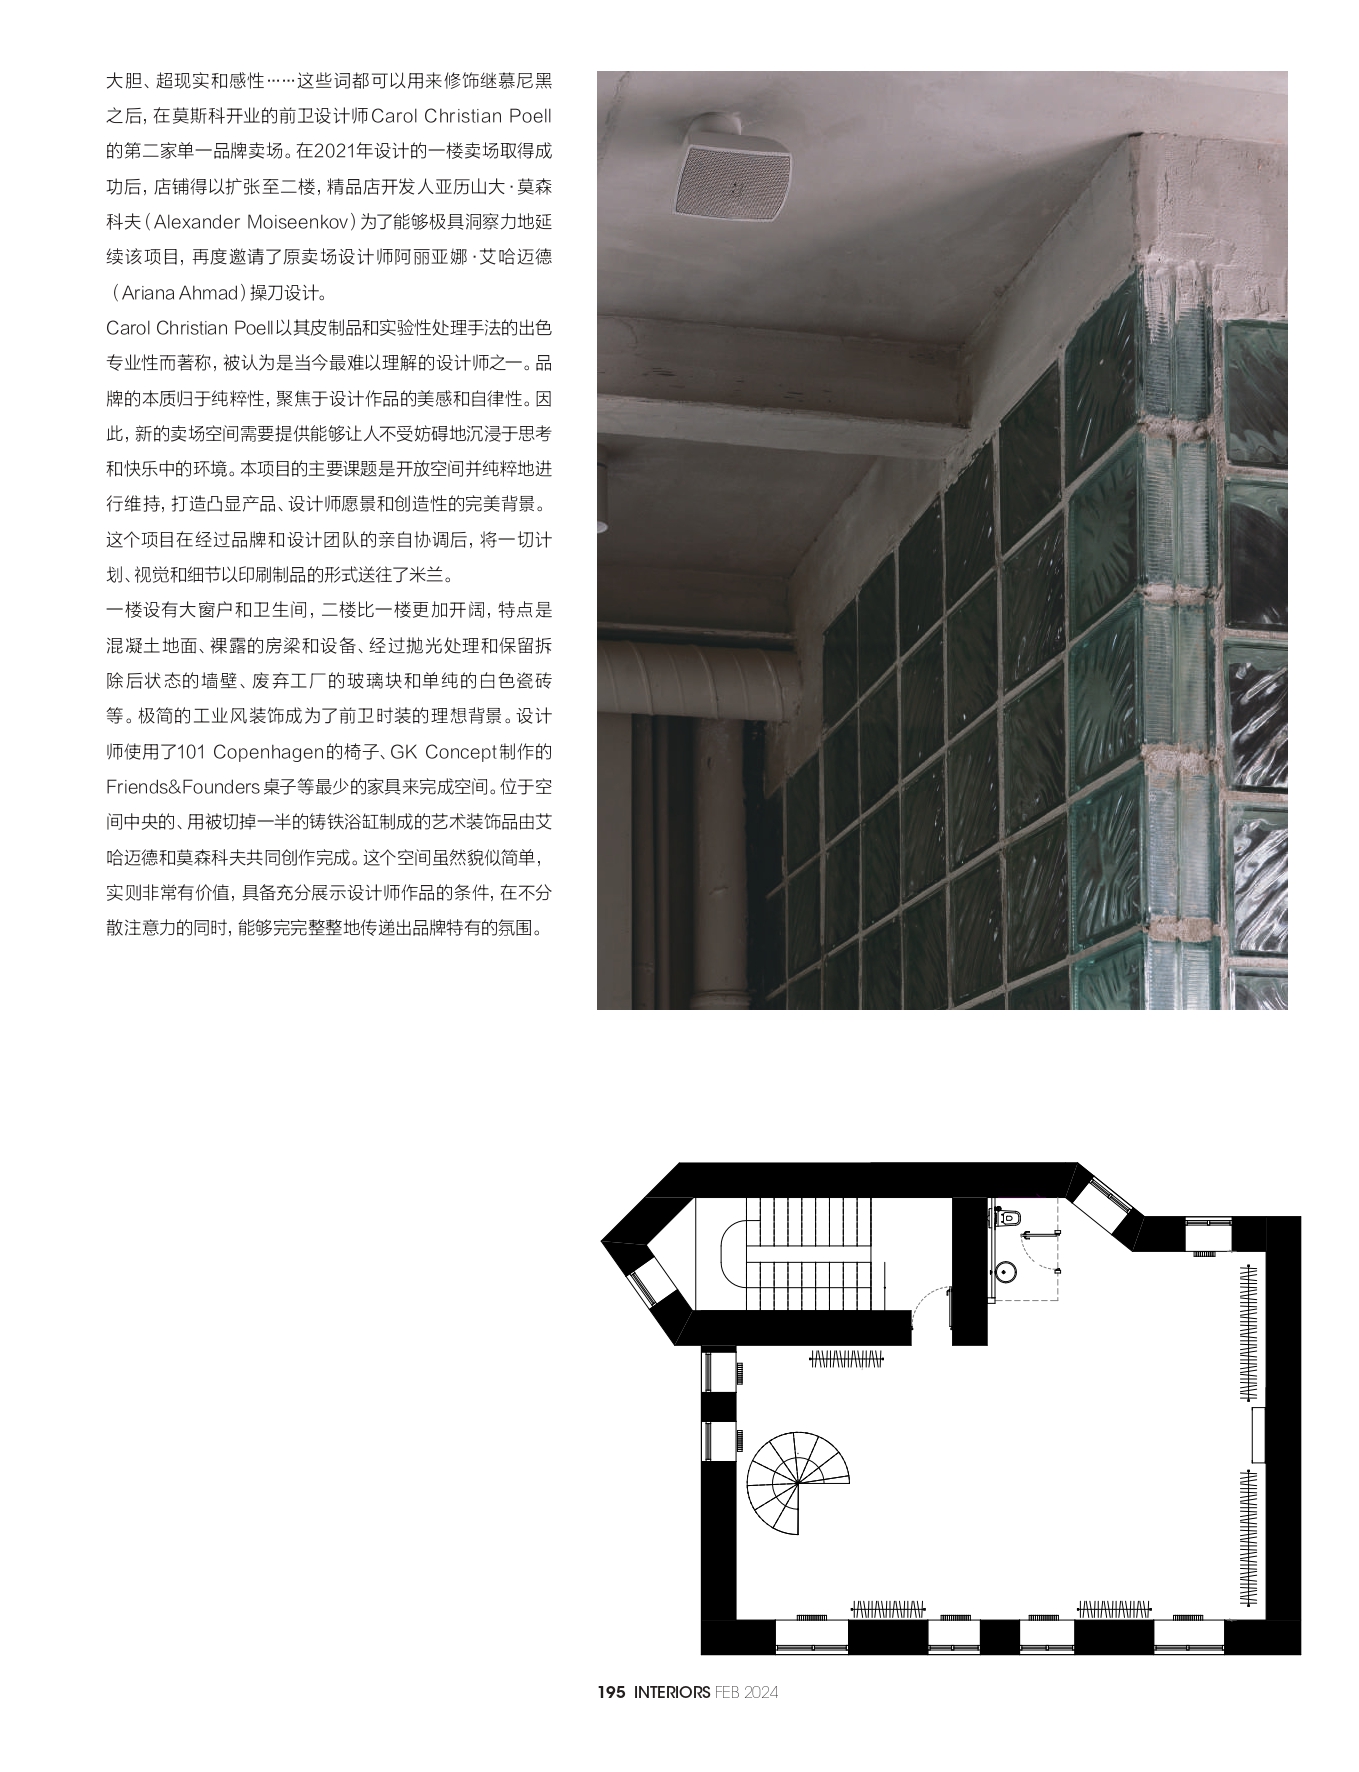 大胆、超现实和感性……这些词都可以用来修饰继慕尼黑
之后，在莫斯科开业的前卫设计师Carol Christian Poell
的第二家单一品牌卖场。在2021年设计的一楼卖场取得成
功后，店铺得以扩张至二楼，精品店开发人亚历山大·莫森
科夫（Alexander Moiseenkov）为了能够极具洞察力地延
续该项目，再度邀请了原卖场设计师阿丽亚娜·艾哈迈德
（Ariana Ahmad）操刀设计。
Carol Christian Poell以其皮制品和实验性处理手法的出色
专业性而著称，被认为是当今最难以理解的设计师之一。品
牌的本质归于纯粹性，聚焦于设计作品的美感和自律性。因
此，新的卖场空间需要提供能够让人不受妨碍地沉浸于思考
和快乐中的环境。本项目的主要课题是开放空间并纯粹地进
行维持，打造凸显产品、设计师愿景和创造性的完美背景。
这个项目在经过品牌和设计团队的亲自协调后，将一切计
划、视觉和细节以印刷制品的形式送往了米兰。
一楼设有大窗户和卫生间，二楼比一楼更加开阔，特点是
混凝土地面、裸露的房梁和设备、经过抛光处理和保留拆
除后状态的墙壁、废弃工厂的玻璃块和单纯的白色瓷砖
等。极简的工业风装饰成为了前卫时装的理想背景。设计
师使用了101 Copenhagen的椅子、GK Concept制作的
Friends&Founders桌子等最少的家具来完成空间。位于空
间中央的、用被切掉一半的铸铁浴缸制成的艺术装饰品由艾
哈迈德和莫森科夫共同创作完成。这个空间虽然貌似简单，
实则非常有价值，具备充分展示设计师作品的条件，在不分
散注意力的同时，能够完完整整地传递出品牌特有的氛围。
195 INTERIORS FEB 2024